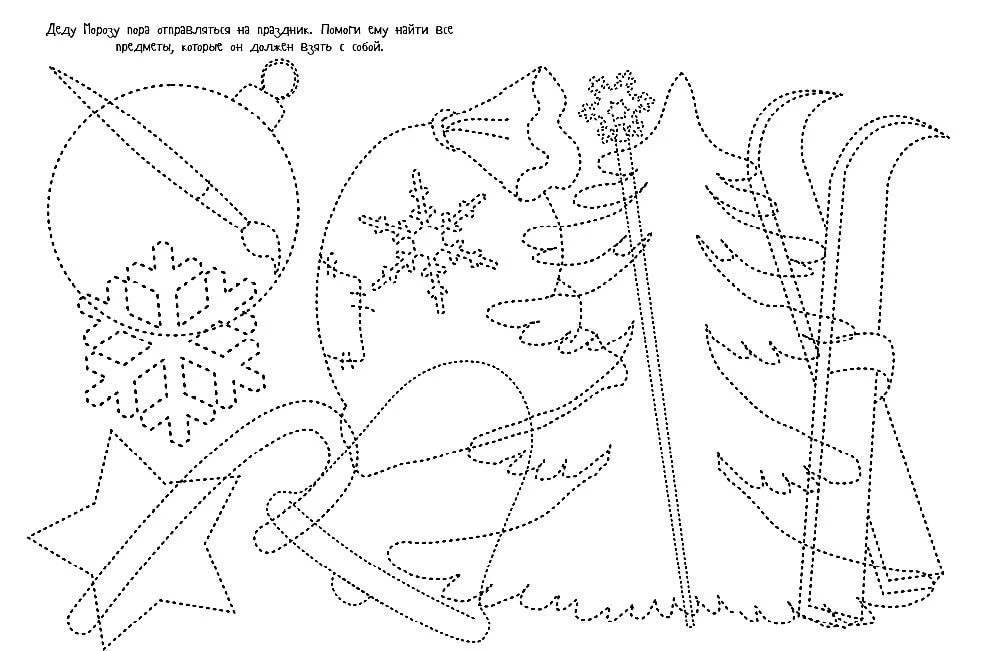 Деду Морозу пора отправляться на праздник. Помоги ему найти все
предметы, которые он должен взять с собой.